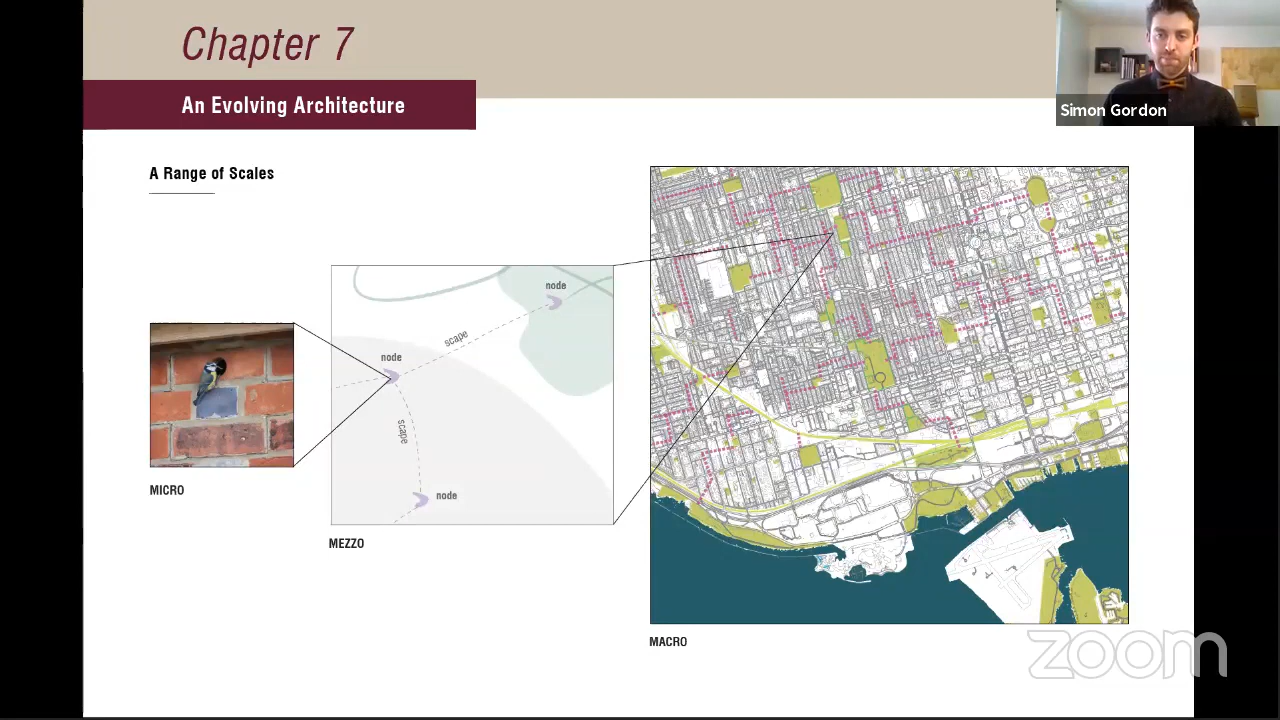 Chapter 7
An Evolving Architecture
Simon Gordon
A Range of Scales
node
scape
node
scape
node
MICRO
MEZZO
MACRO
zoom